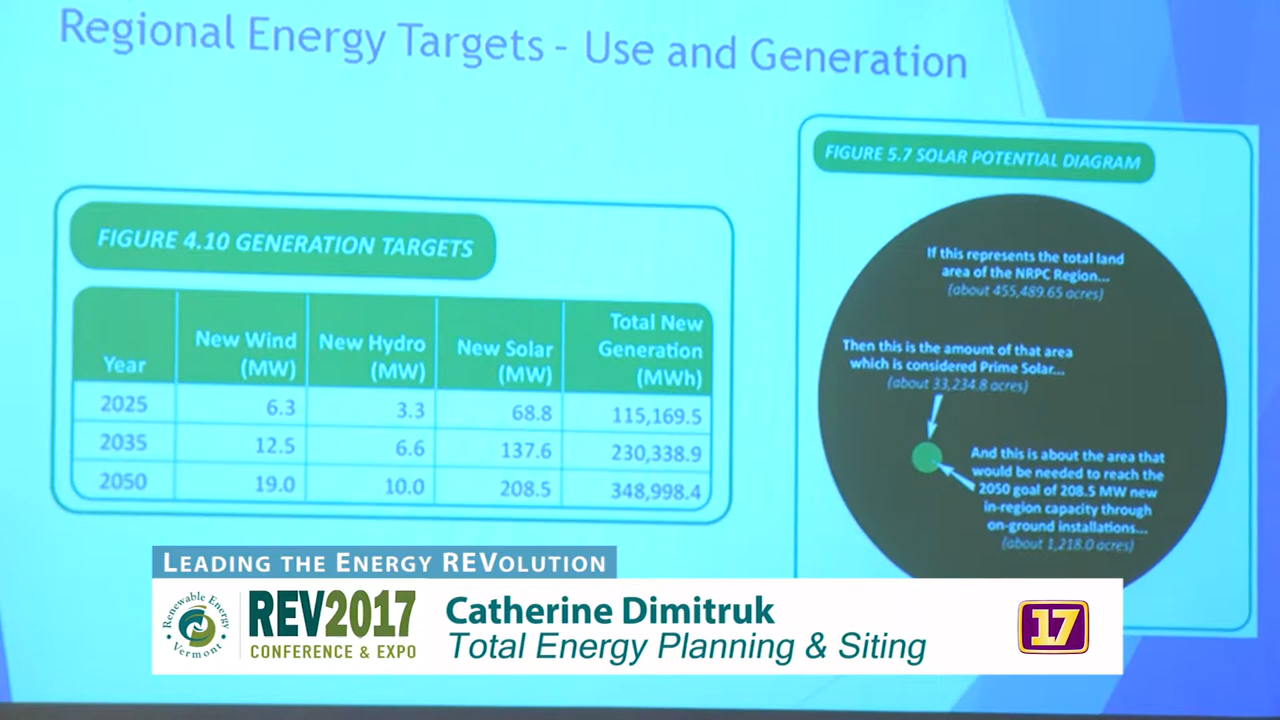 Regional Energy Targets - Use and Generation
FIGURE 4.10 GENERATION TARGETS
Year
New Wind
(MW)
New Hydro
(MW)
New Solar
(MW)
Total New
Generation
(MWh)
2025 6.3 3.3 68.8 115,169.5
2035 12.5 6.6 137.6 230,338.9
2050 19.0 10.0 208.5 348,998.4
FIGURE 5.7 SOLAR POTENTIAL DIAGRAM
If this represents the total land
area of the NRPC Region...
(about 455,489.65 acres)
Then this is the amount of that area
which is considered Prime Solar...
(about 33,234.8 acres)
And this is about the area that
would be needed to reach the
2050 goal of 208.5 MW new
in-region capacity through
on-ground installations...
(about 1,218.0 acres)
LEADING THE ENERGY REVOLUTION
Renewable Energy
Vermont
REV2017
CONFERENCE & EXPO
Catherine Dimitruk
Total Energy Planning & Siting
17